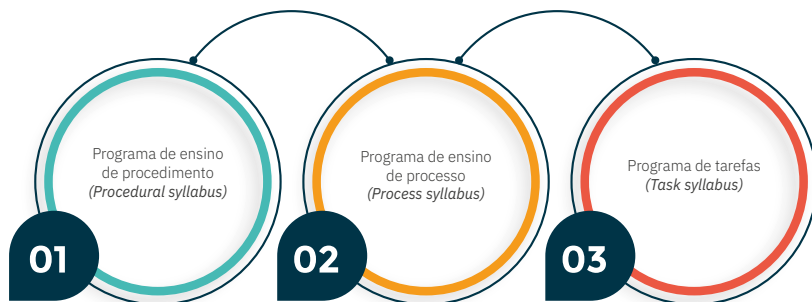 Programa de ensino
de procedimento
(Procedural syllabus)
01
Programa de ensino
de processo
(Process syllabus)
02
Programa de tarefas
(Task syllabus)
03